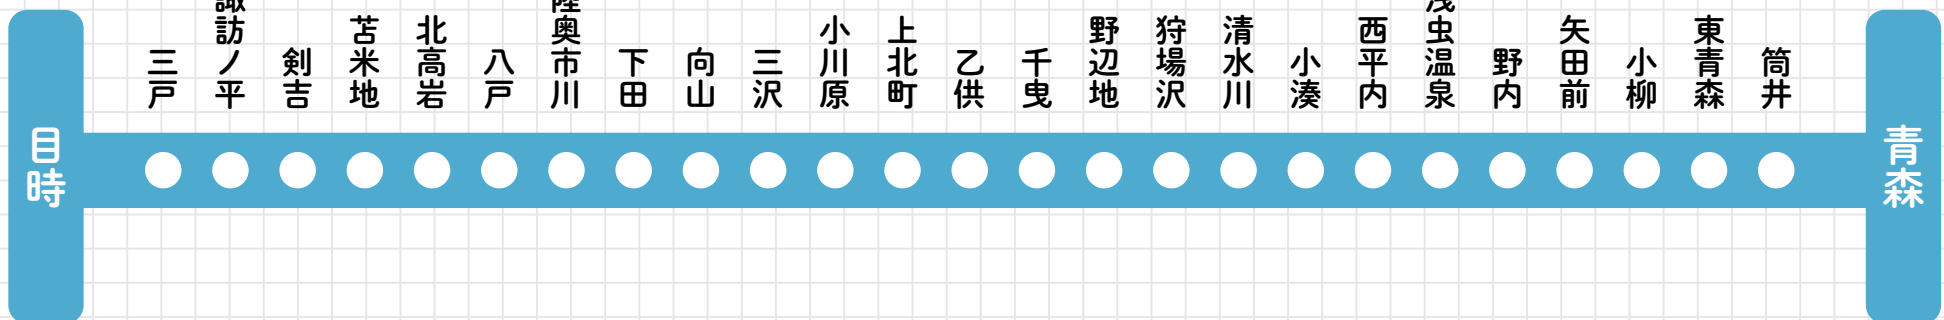 目時
三戸
諏訪ノ平
剣吉
苫米地
北高岩
八戸
陸奥市川
下田
向山
三沢
小川原
上北町
乙供
千曳
野辺地
狩場沢
清水川
小湊
西平内
浅虫温泉
野内
矢田前
小柳
東青森
筒井
青森